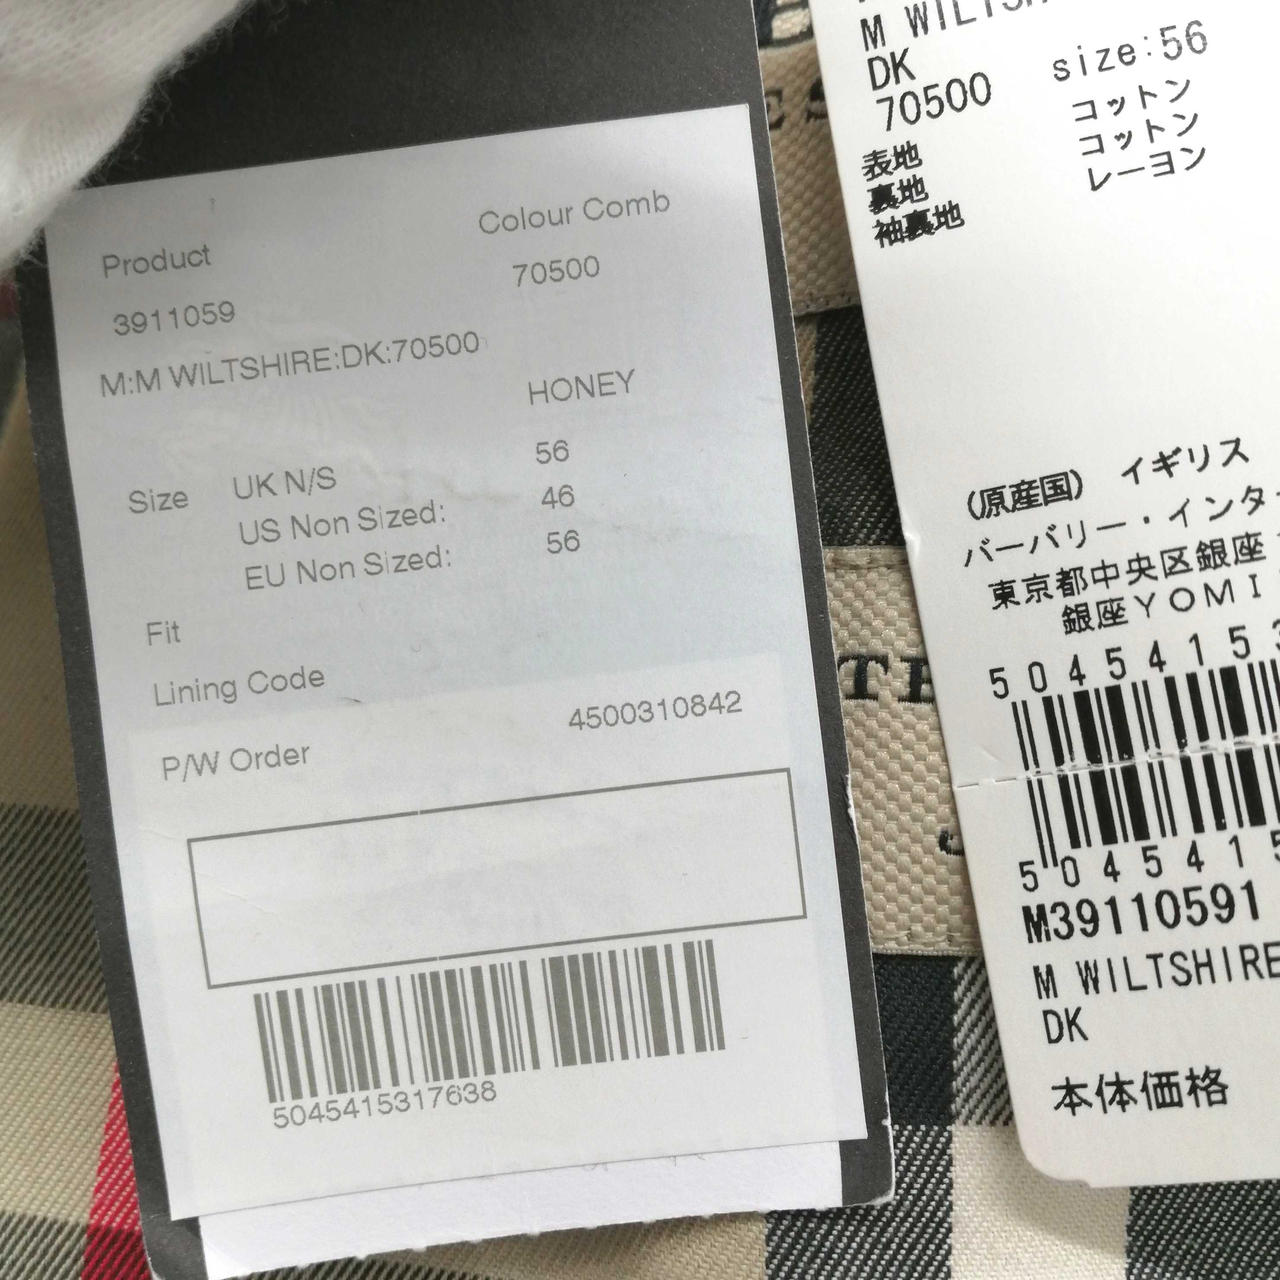 Product
Colour Comb
3911059
70500
M:M WILTSHIRE:DK:70500
HONEY
Size UK N/S 56
US Non Sized: 46
EU Non Sized: 56
Fit
Lining Code
P/W Order 4500310842
5045415317638
M
DK
70500 size:56
表地 コットン
裏地 コットン
袖裏地 レーヨン
(原産国) イギリス
バーバリー・インタ
東京都中央区銀座
銀座YOMI
5045415
504541
M39110591
M WILTSHIRE
DK
本体価格